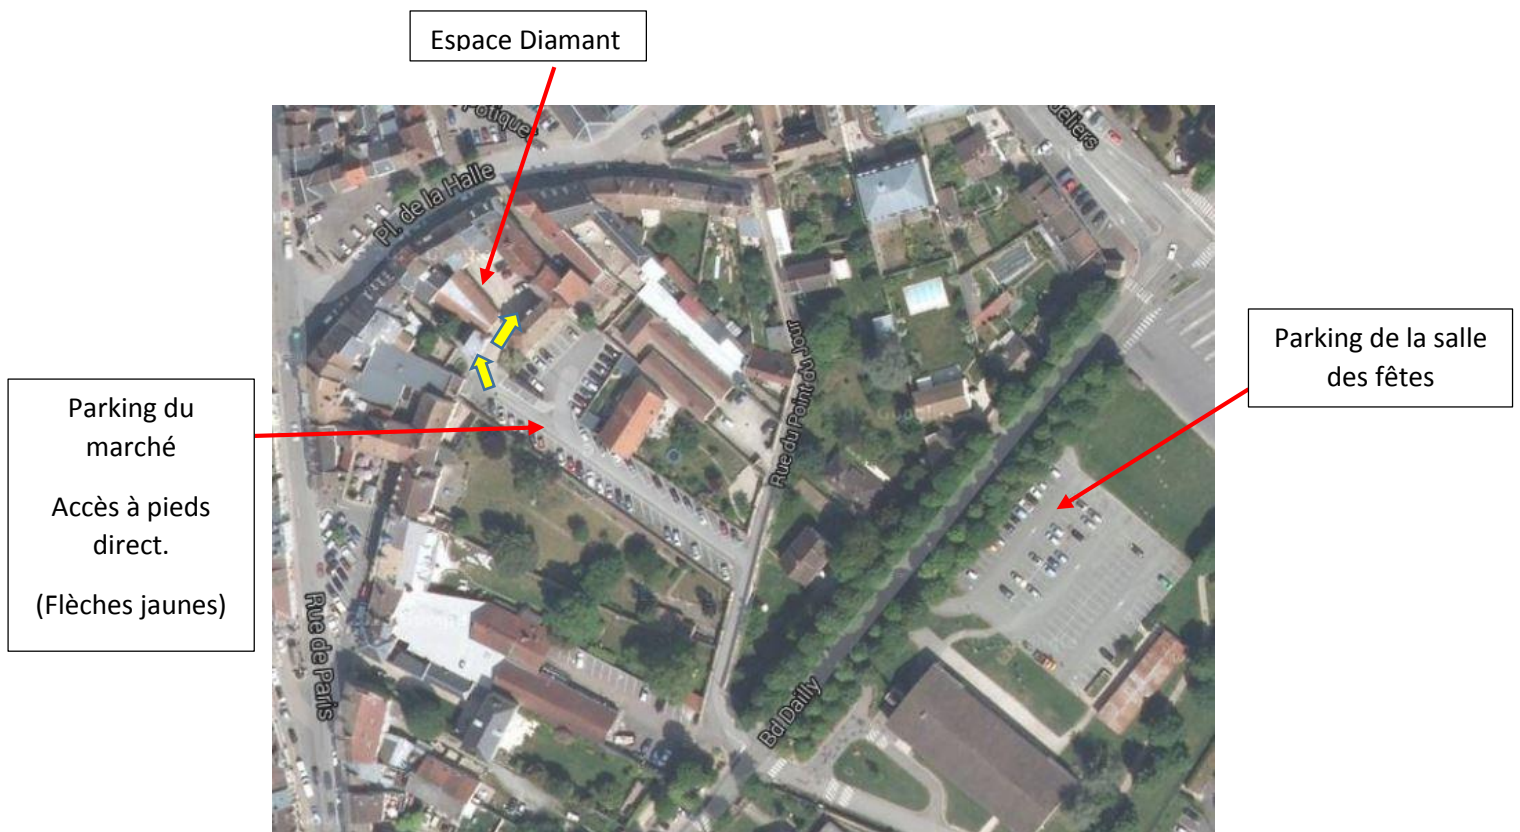 Espace Diamant
Pl. de la Halle
Parking de la salle
des fêtes
Rue du Point du Jour
Parking du
marché
Accès à pieds
direct.
(Flèches jaunes)
Rue de Paris
Bd Dailly